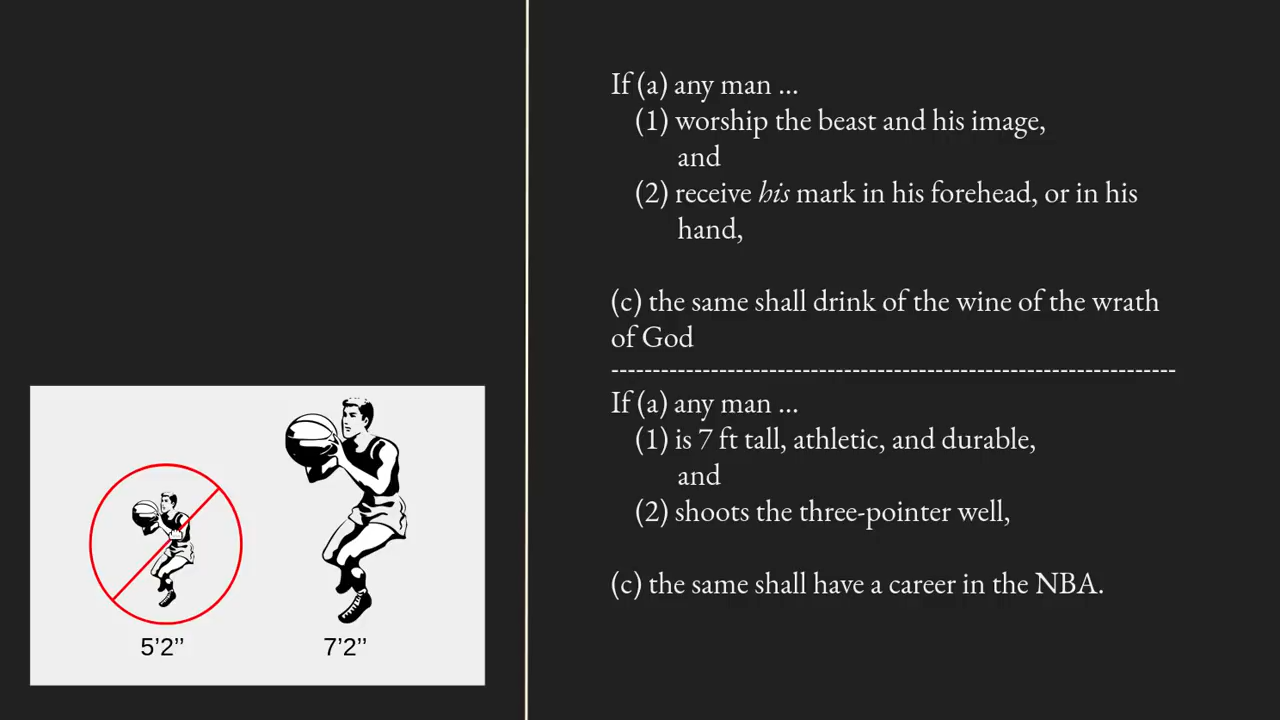 If (a) any man ...
(1) worship the beast and his image,
and
(2) receive his mark in his forehead, or in his
hand,
(c) the same shall drink of the wine of the wrath
of God
-------------------------------------------------------------------
If (a) any man ...
(1) is 7 ft tall, athletic, and durable,
and
(2) shoots the three-pointer well,
(c) the same shall have a career in the NBA.
5’2’’ 7’2’’